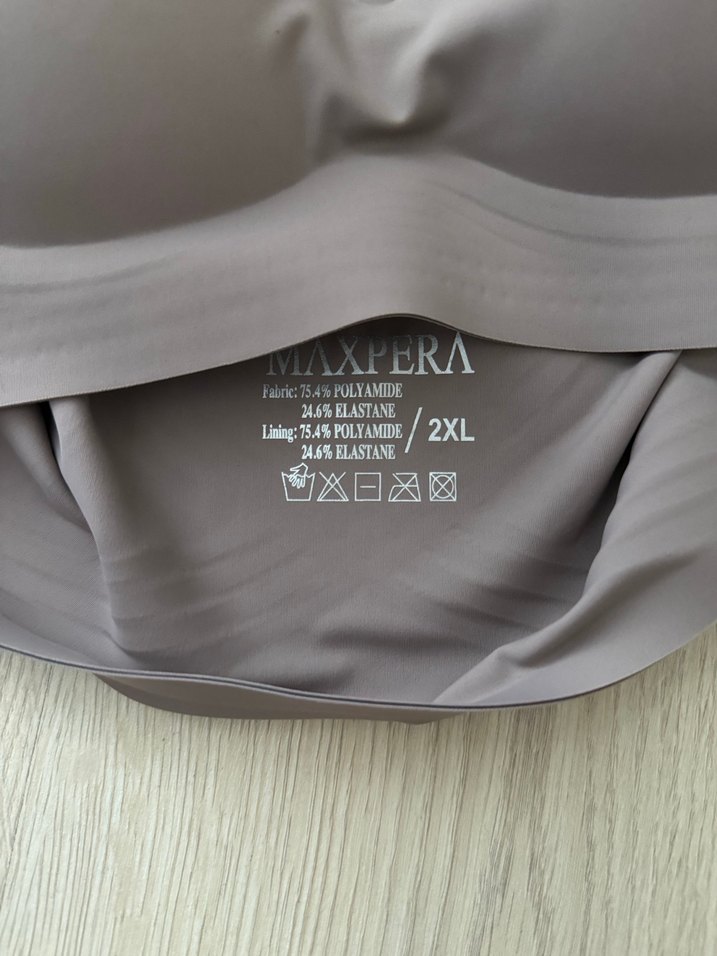 MAXPERA
Fabric: 75.4% POLYAMIDE
24.6% ELASTANE
Lining: 75.4% POLYAMIDE
24.6% ELASTANE
/ 2XL